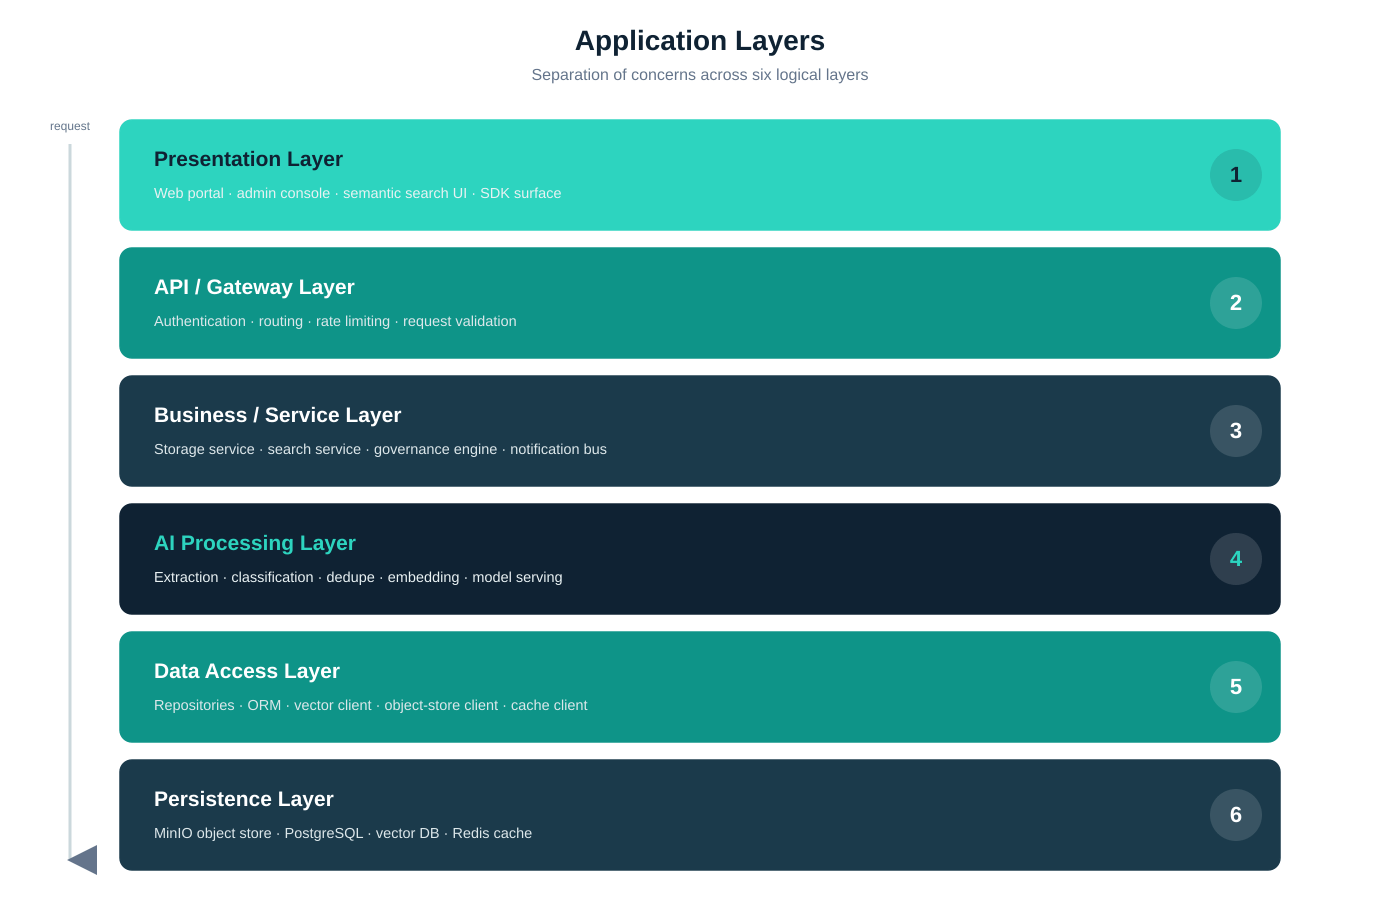 Application Layers
Separation of concerns across six logical layers
request
Presentation Layer
Web portal · admin console · semantic search UI · SDK surface
1
API / Gateway Layer
Authentication · routing · rate limiting · request validation
2
Business / Service Layer
Storage service · search service · governance engine · notification bus
3
AI Processing Layer
Extraction · classification · dedupe · embedding · model serving
4
Data Access Layer
Repositories · ORM · vector client · object-store client · cache client
5
Persistence Layer
MinIO object store · PostgreSQL · vector DB · Redis cache
6